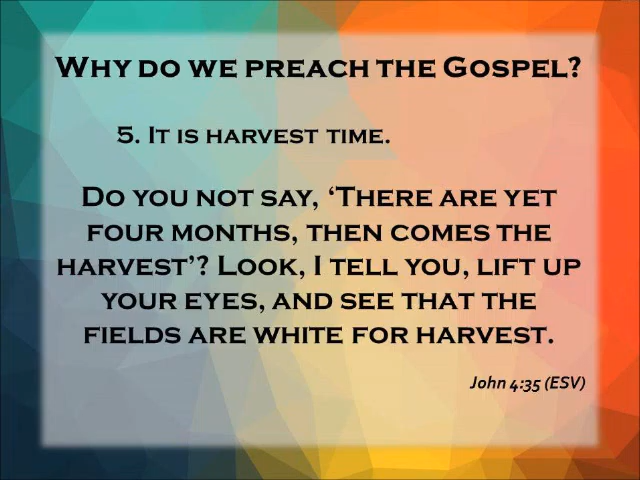 Why do we preach the Gospel?
5. It is harvest time.
Do you not say, ‘There are yet
four months, then comes the
harvest’? Look, I tell you, lift up
your eyes, and see that the
fields are white for harvest.
John 4:35 (ESV)